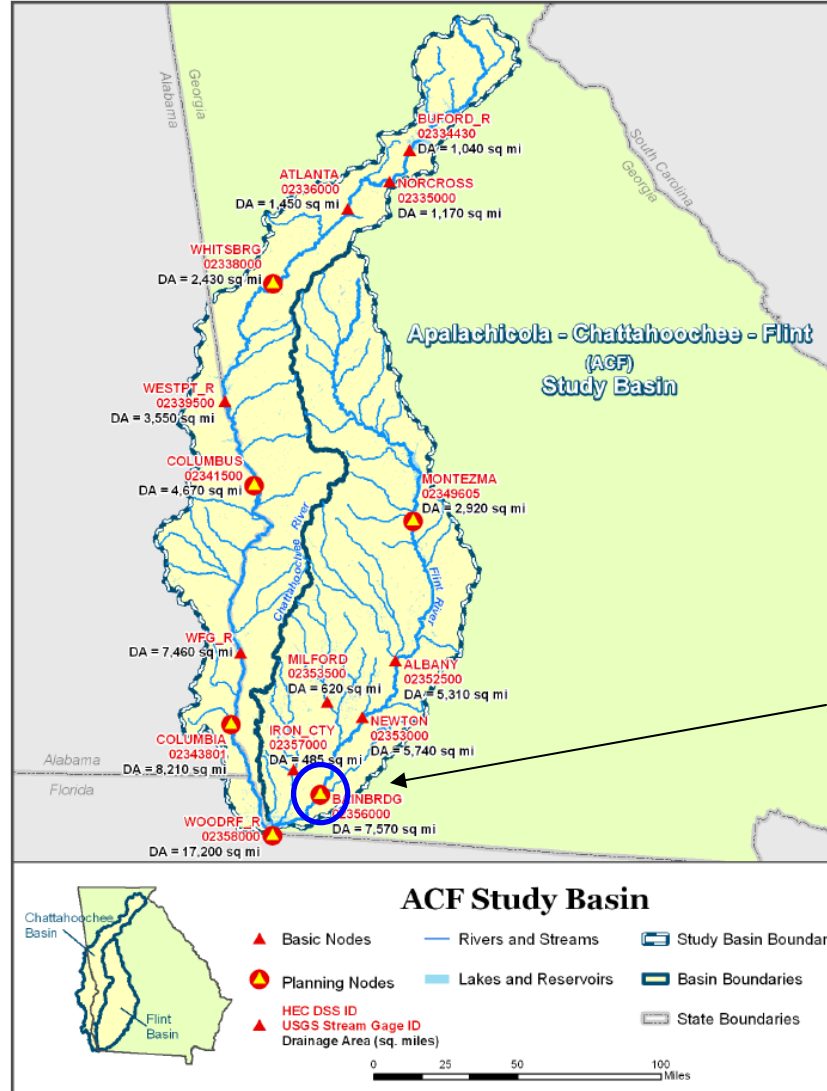 Georgia
Alabama
BUFORD_R
02334430
DA = 1,040 sq mi
South Carolina
Georgia
ATLANTA
02336000
DA = 1,450 sq mi
NORCROSS
02335000
DA = 1,170 sq mi
WHITSBRG
02338000
DA = 2,430 sq mi
Apalachicola - Chattahoochee - Flint
(ACF)
Study Basin
WESTPT_R
02339500
DA = 3,550 sq mi
COLUMBUS
02341500
DA = 4,670 sq mi
MONTEZMA
02349605
DA = 2,920 sq mi
Chattahoochee River
Flint River
WFG_R
DA = 7,460 sq mi
MILFORD
02353500
DA = 620 sq mi
ALBANY
02352500
DA = 5,310 sq mi
NEWTON
02353000
DA = 5,740 sq mi
IRON_CTY
02357000
DA = 485 sq mi
COLUMBIA
02343801
DA = 8,210 sq mi
Alabama
Florida
BAINBRDG
02356000
DA = 7,570 sq mi
WOODRF_R
02358000
DA = 17,200 sq mi
ACF Study Basin
Chattahoochee
Basin
Flint
Basin
Basic Nodes
Rivers and Streams
Study Basin Boundar
Planning Nodes
Lakes and Reservoirs
Basin Boundaries
HEC DSS ID
USGS Stream Gage ID
Drainage Area (sq. miles)
State Boundaries
0 25 50 100
Miles